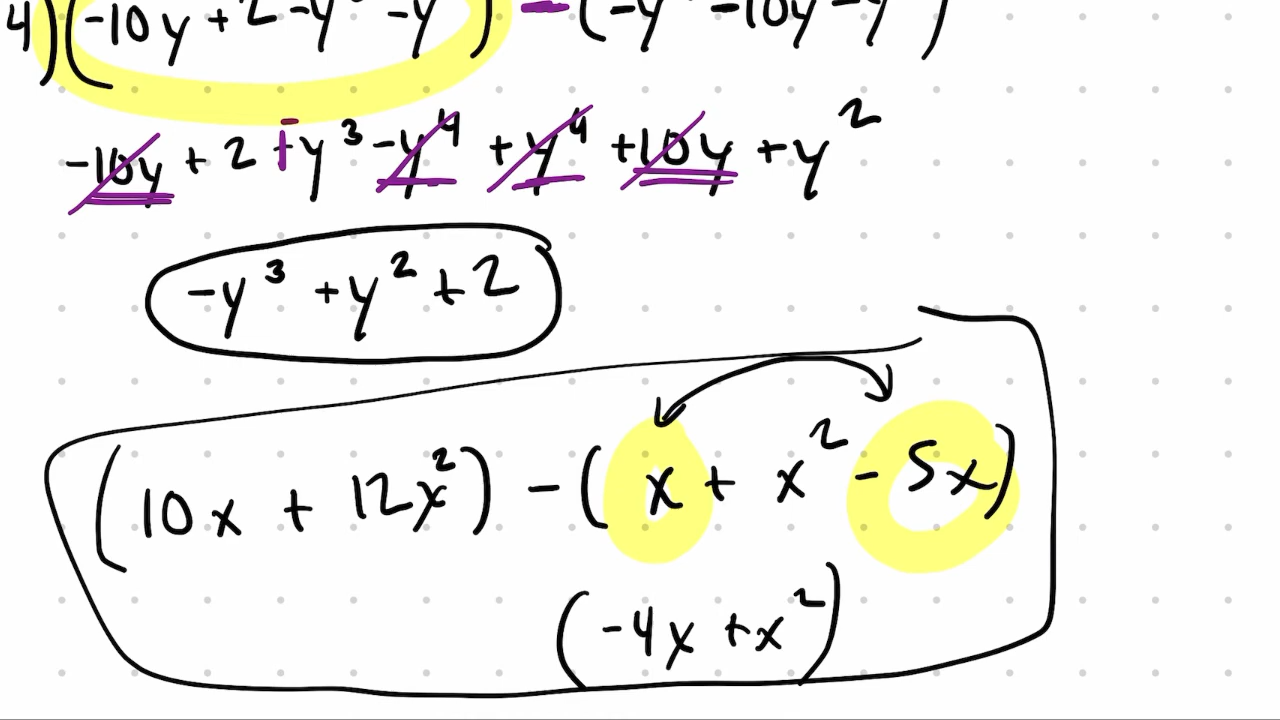 4) (-10y + 2 - y - y ) - (-y - 10y - y )
-10y + 2 - y³ - y⁴ + y⁴ + 10y + y²
-y³ + y² + 2
(10x + 12x²) - (x + x² - 5x)
(-4x + x²)